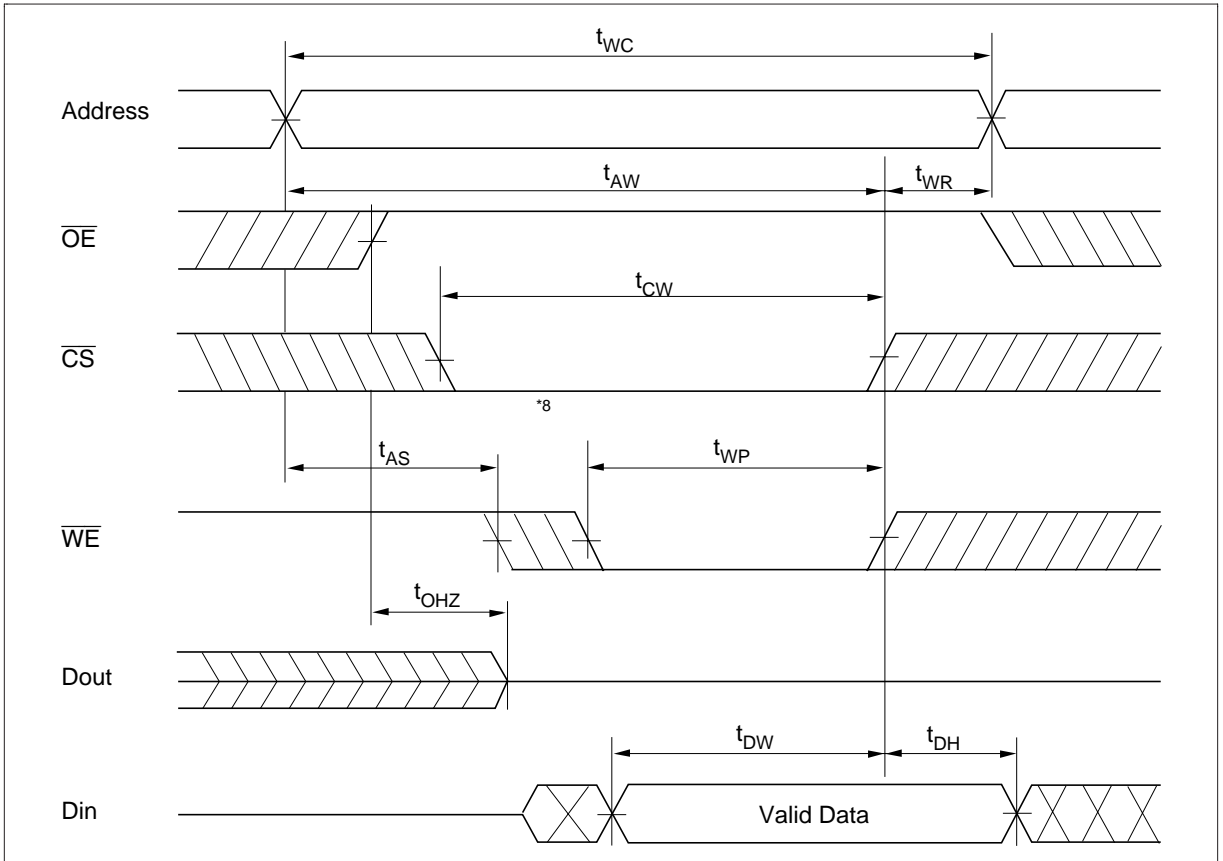 tWC
Address
tAW
tWR
OE
tCW
CS
*8
tAS
tWP
WE
tOHZ
Dout
tDW
tDH
Din
Valid Data